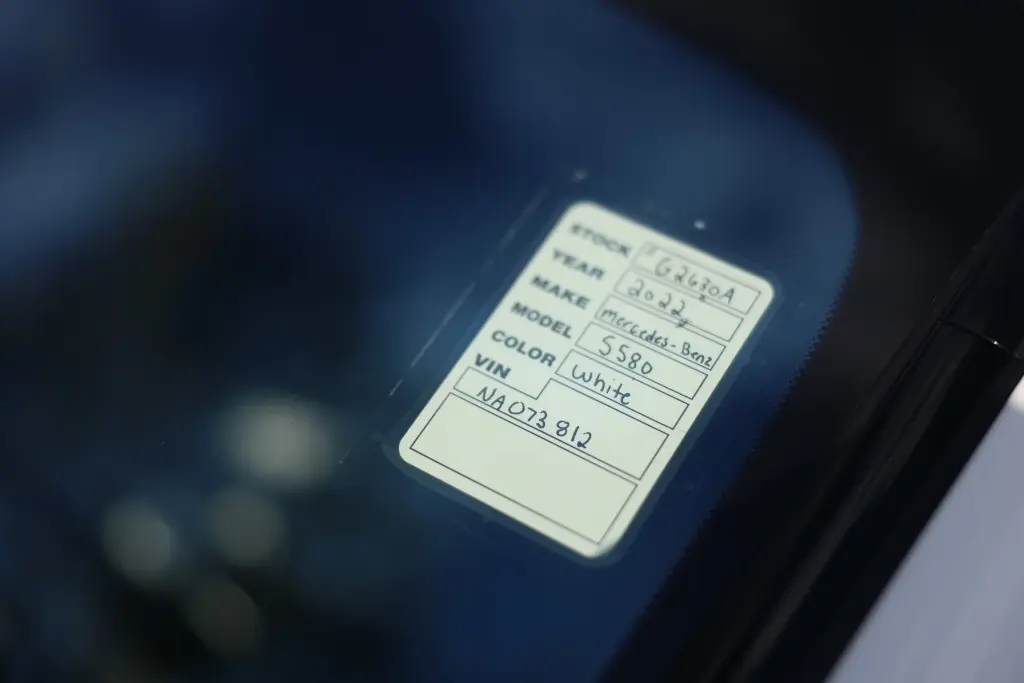 STOCK # G2630A
YEAR 2022
MAKE mercedes-Benz
MODEL S580
COLOR White
VIN
NA073812